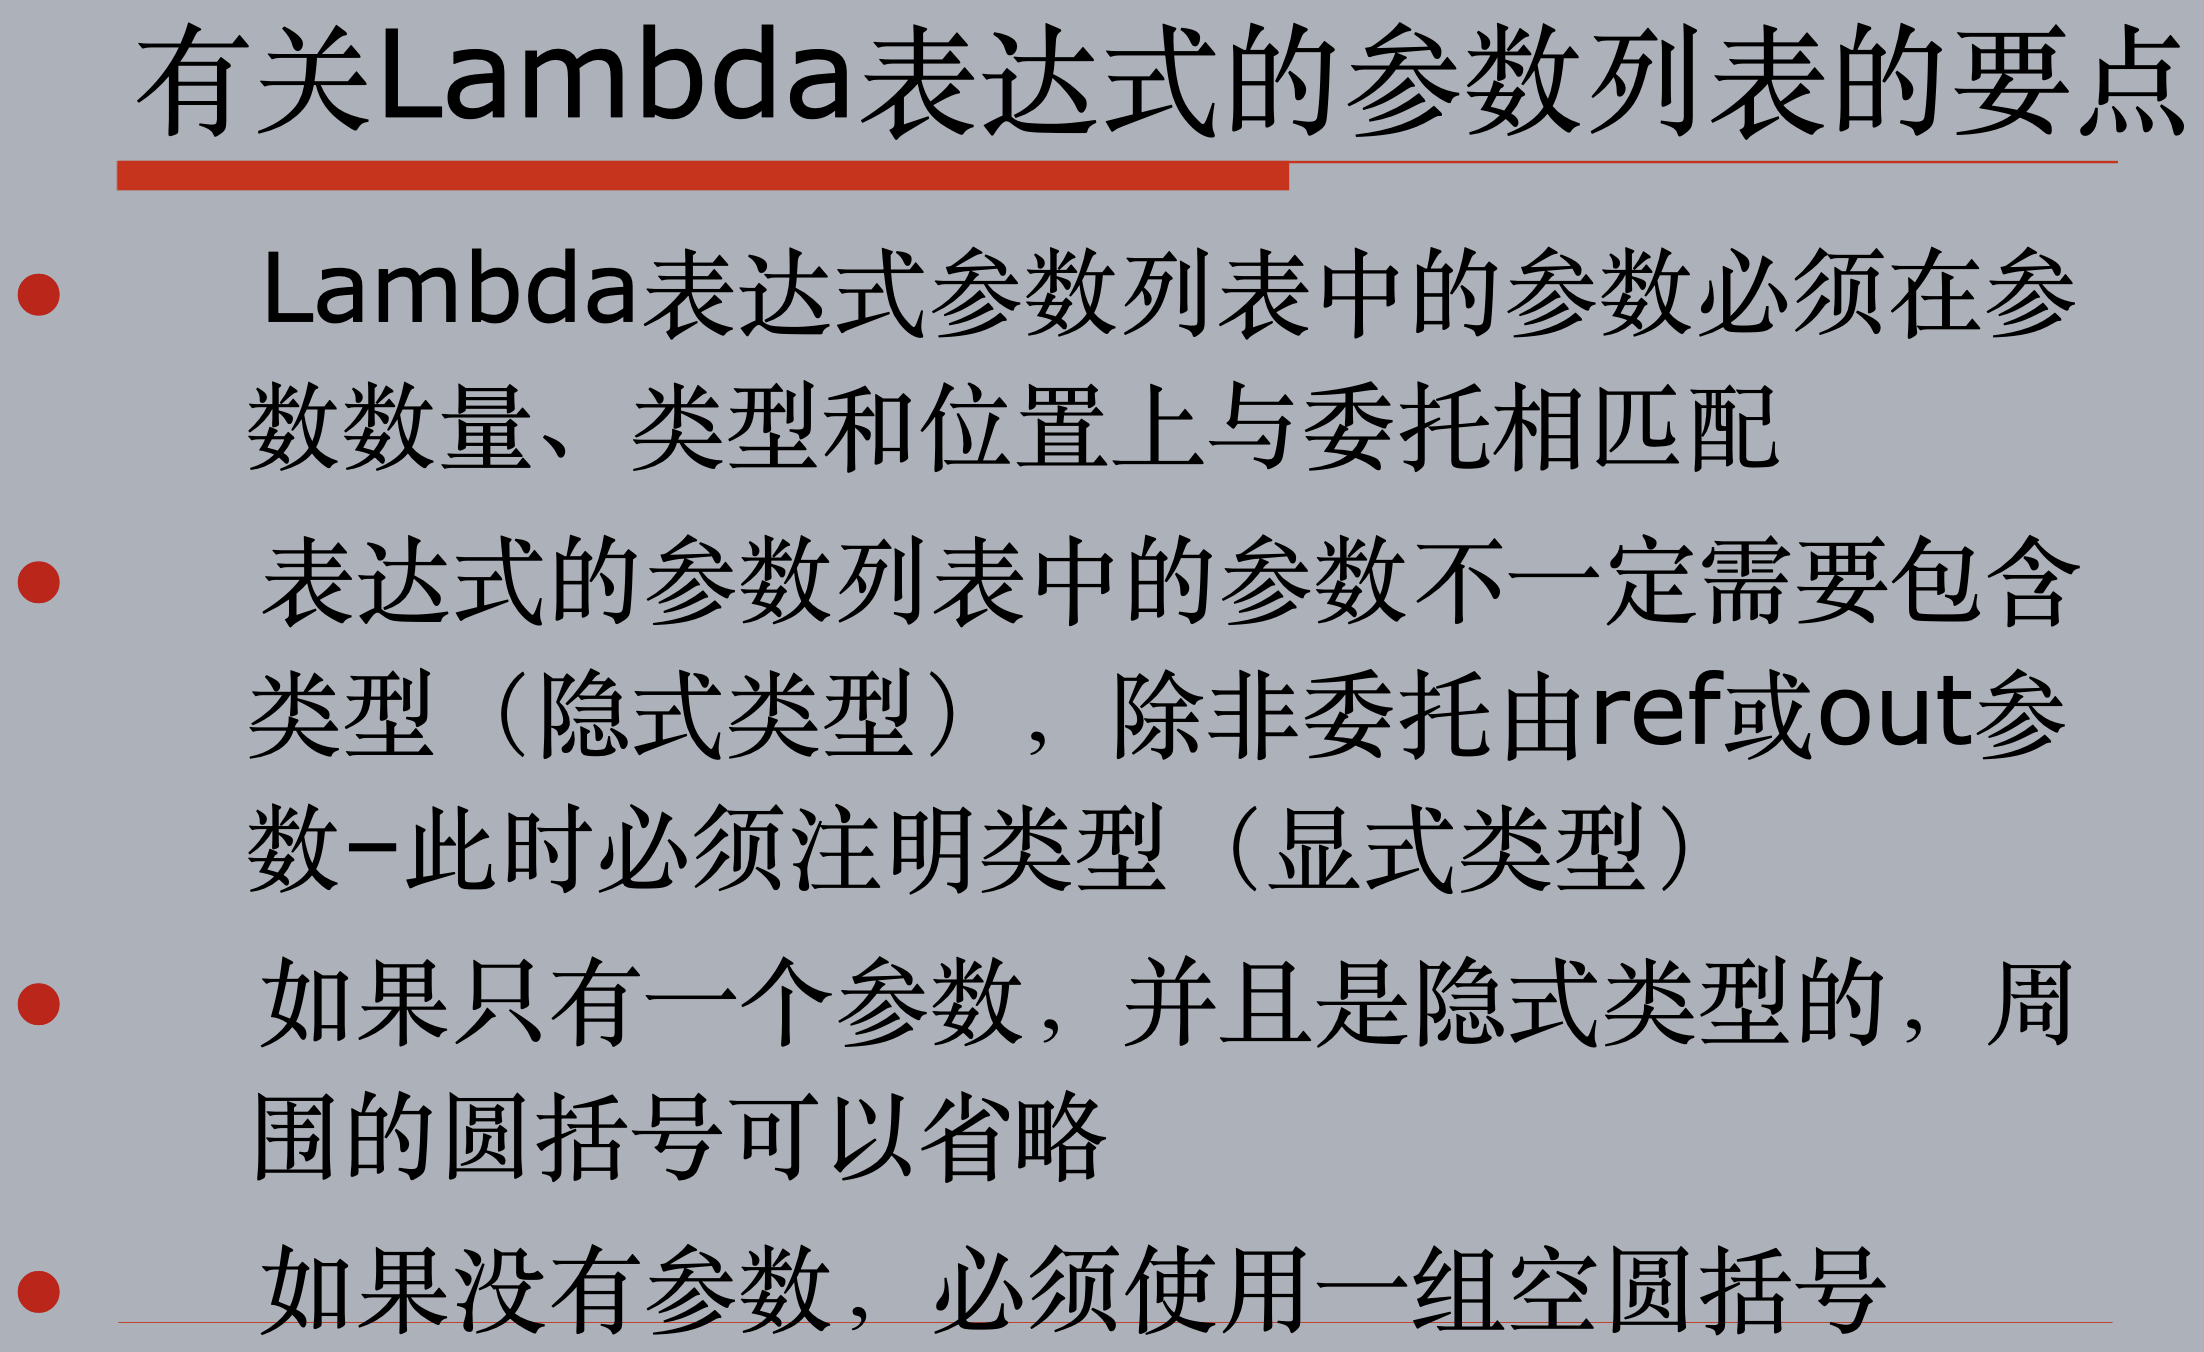 有关Lambda表达式的参数列表的要点
Lambda表达式参数列表中的参数必须在参
数数量、类型和位置上与委托相匹配
表达式的参数列表中的参数不一定需要包含
类型（隐式类型），除非委托由ref或out参
数–此时必须注明类型（显式类型）
如果只有一个参数，并且是隐式类型的，周
围的圆括号可以省略
如果没有参数，必须使用一组空圆括号